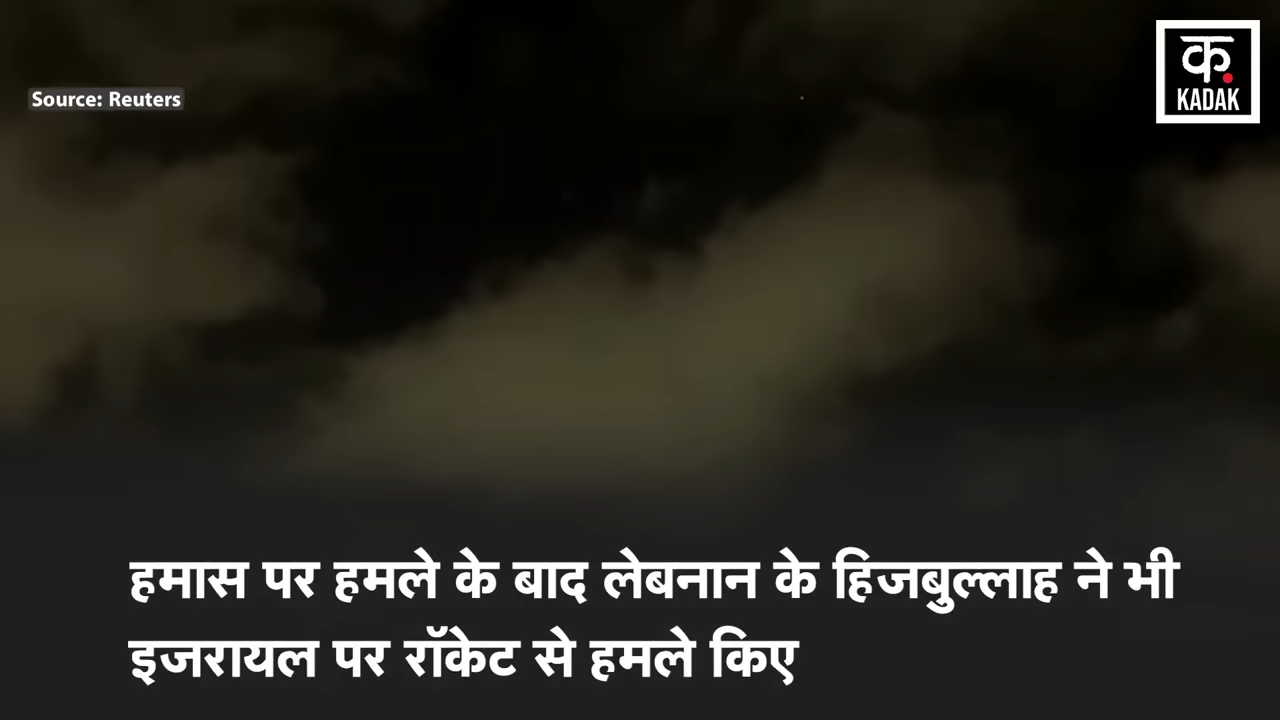 Source: Reuters
क
KADAK
हमास पर हमले के बाद लेबनान के हिजबुल्लाह ने भी
इजरायल पर रॉकेट से हमले किए